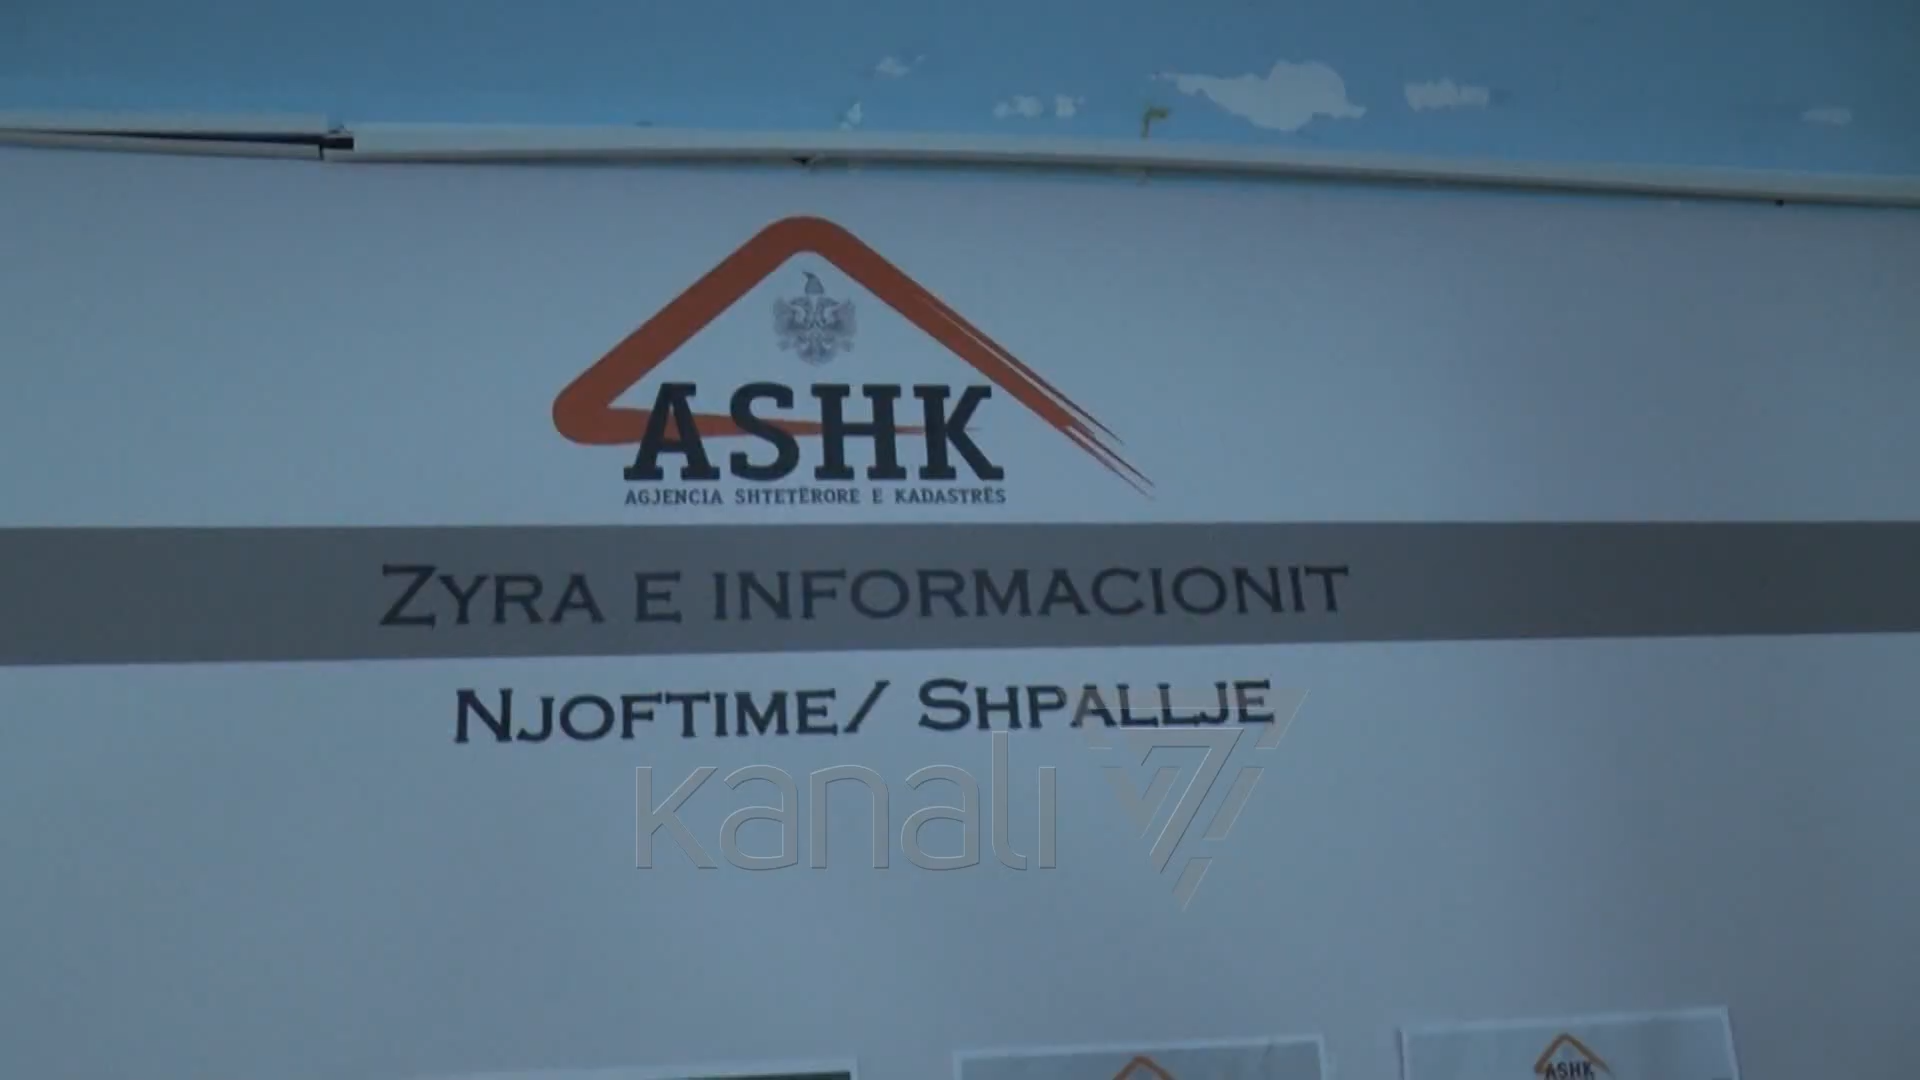 ASHK
AGJENCIA SHTETËRORE E KADASTRËS
ZYRA E INFORMACIONIT
NJOFTIME/ SHPALLJE
kanali 7
ASHK